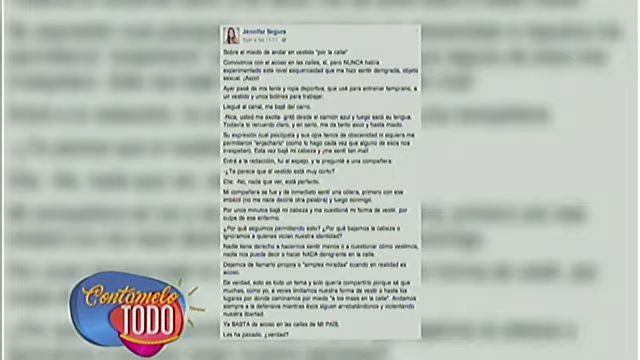 Jennifer Segura
Ayer a las 11:11
Sobre el miedo de andar en vestido "por la calle"
Convivimos con el acoso en las calles, sí, pero NUNCA había
experimentado este nivel esquerosidad que me hizo sentir denigrada, objeto
sexual. ¡Asco!
Ayer pasé de mis tenis y ropa deportiva, que usé para entrenar temprano, a
un vestido y unos botines para trabajar.
Llegué al canal, me bajé del carro.
-Rica, usted me excita- gritó desde el camión azul y luego sacó su lengua.
Todavía lo recuerdo claro, y en serio, me da tanto asco y hasta miedo.
Su expresión cual psicópata y sus ojos llenos de obscenidad ni siquiera me
permitieron "enjacharlo" (como lo hago cada vez que alguno de esos nos
irrespetan). Esta vez bajé mi cabeza y ¡me sentí tan mal!
Entré a la redacción, fui al espejo, y le pregunté a una compañera:
-¿Te parece que el vestido está muy corto?
Ella: -No, nada que ver, está perfecto.
Mi compañera se fue y de inmediato sentí una cólera, primero con ese
imbécil (no me nace decirle otra palabra) y luego conmigo.
Por unos minutos bajé mi cabeza y me cuestioné mi forma de vestir, por
culpa de ese enfermo.
¿Por qué seguimos permitiendo esto? ¿Por qué bajamos la cabeza o
ignoramos a quienes violan nuestra identidad?
Nadie tiene derecho a hacernos sentir menos o a cuestionar cómo vestimos,
nadie nos puede decir o hacer NADA denigrante en la calle.
Dejemos de llamarlo piropos o "simples miradas" cuando en realidad es
acoso.
De verdad, esto es todo un tema y solo quería compartirlo porque sé que
muchas, como yo, a veces limitamos nuestra forma de vestir o hasta los
lugares por donde caminamos por miedo "a los mses en la calle". Andamos
siempre a la defensiva mientras ésos siguen arrebatándonos y violentando
nuestra libertad.
Ya BASTA de acoso en las calles de MI PAÍS.
Les ha pasado, ¿verdad?
Contámelo
TODO